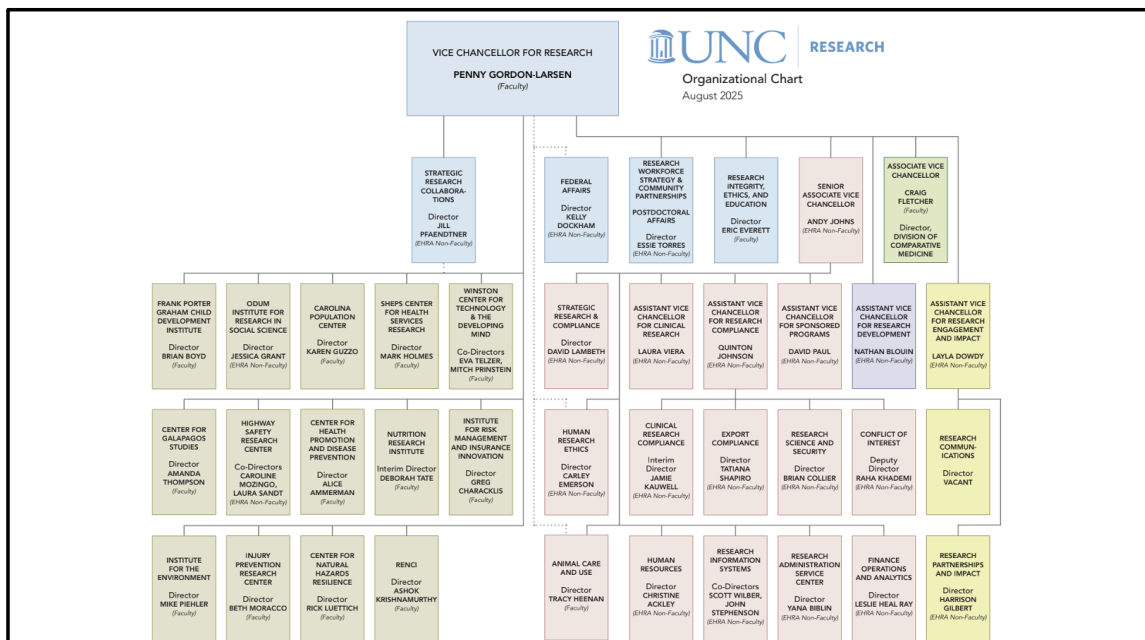 VICE CHANCELLOR FOR RESEARCH
PENNY GORDON-LARSEN
(Faculty)
UNC
RESEARCH
Organizational Chart
August 2025
STRATEGIC
RESEARCH
COLLABORA-
TIONS
Director
JILL
PFAENDTNER
(EHRA Non-Faculty)
FEDERAL
AFFAIRS
Director
KELLY
DOCKHAM
(EHRA Non-Faculty)
RESEARCH
WORKFORCE
STRATEGY &
COMMUNITY
PARTNERSHIPS
POSTDOCTORAL
AFFAIRS
Director
ESSIE TORRES
(EHRA Non-Faculty)
RESEARCH
INTEGRITY,
ETHICS, AND
EDUCATION
Director
ERIC EVERETT
(Faculty)
SENIOR
ASSOCIATE VICE
CHANCELLOR
ANDY JOHNS
(EHRA Non-Faculty)
ASSOCIATE VICE
CHANCELLOR
CRAIG
FLETCHER
(Faculty)
Director,
DIVISION OF
COMPARATIVE
MEDICINE
FRANK PORTER
GRAHAM CHILD
DEVELOPMENT
INSTITUTE
Director
BRIAN BOYD
(Faculty)
ODUM
INSTITUTE FOR
RESEARCH IN
SOCIAL SCIENCE
Director
JESSICA GRANT
(EHRA Non-Faculty)
CAROLINA
POPULATION
CENTER
Director
KAREN GUZZO
(Faculty)
SHEPS CENTER
FOR HEALTH
SERVICES
RESEARCH
Director
MARK HOLMES
(Faculty)
WINSTON
CENTER FOR
TECHNOLOGY
& THE
DEVELOPING
MIND
Co-Directors
EVA TELZER,
MITCH PRINSTEIN
(Faculty)
STRATEGIC
RESEARCH &
COMPLIANCE
Director
DAVID LAMBETH
(EHRA Non-Faculty)
ASSISTANT VICE
CHANCELLOR
FOR CLINICAL
RESEARCH
LAURA VIERA
(EHRA Non-Faculty)
ASSISTANT VICE
CHANCELLOR
FOR RESEARCH
COMPLIANCE
QUINTON
JOHNSON
(EHRA Non-Faculty)
ASSISTANT VICE
CHANCELLOR
FOR SPONSORED
PROGRAMS
DAVID PAUL
(EHRA Non-Faculty)
ASSISTANT VICE
CHANCELLOR
FOR RESEARCH
DEVELOPMENT
NATHAN BLOUIN
(EHRA Non-Faculty)
ASSISTANT VICE
CHANCELLOR
FOR RESEARCH
ENGAGEMENT
AND IMPACT
LAYLA DOWDY
(EHRA Non-Faculty)
CENTER FOR
GALAPAGOS
STUDIES
Director
AMANDA
THOMPSON
(Faculty)
HIGHWAY
SAFETY
RESEARCH
CENTER
Co-Directors
CAROLINE
MOZINGO,
LAURA SANDT
(EHRA Non-Faculty)
CENTER FOR
HEALTH
PROMOTION
AND DISEASE
PREVENTION
Director
ALICE
AMMERMAN
(Faculty)
NUTRITION
RESEARCH
INSTITUTE
Interim Director
DEBORAH TATE
(Faculty)
INSTITUTE
FOR RISK
MANAGEMENT
AND INSURANCE
INNOVATION
Director
GREG
CHARACKLIS
(Faculty)
HUMAN
RESEARCH
ETHICS
Director
CARLEY
EMERSON
(EHRA Non-Faculty)
CLINICAL
RESEARCH
COMPLIANCE
Interim
Director
JAMIE
KAUWELL
(EHRA Non-Faculty)
EXPORT
COMPLIANCE
Director
TATIANA
SHAPIRO
(EHRA Non-Faculty)
RESEARCH
SCIENCE AND
SECURITY
Director
BRIAN COLLIER
(EHRA Non-Faculty)
CONFLICT OF
INTEREST
Deputy
Director
RAHA KHADEMI
(EHRA Non-Faculty)
RESEARCH
COMMUN-
ICATIONS
Director
VACANT
INSTITUTE
FOR THE
ENVIRONMENT
Director
MIKE PIEHLER
(Faculty)
INJURY
PREVENTION
RESEARCH
CENTER
Director
BETH MORACCO
(Faculty)
CENTER FOR
NATURAL
HAZARDS
RESILIENCE
Director
RICK LUETTICH
(Faculty)
RENCI
Director
ASHOK
KRISHNAMURTHY
(Faculty)
ANIMAL CARE
AND USE
Director
TRACY HEENAN
(Faculty)
HUMAN
RESOURCES
Director
CHRISTINE
ACKLEY
(EHRA Non-Faculty)
RESEARCH
INFORMATION
SYSTEMS
Co-Directors
SCOTT WILBER,
JOHN
STEPHENSON
(EHRA Non-Faculty)
RESEARCH
ADMINISTRATION
SERVICE
CENTER
Director
YANA BIBLIN
(EHRA Non-Faculty)
FINANCE
OPERATIONS
AND ANALYTICS
Director
LESLIE HEAL RAY
(EHRA Non-Faculty)
RESEARCH
PARTNERSHIPS
AND IMPACT
Director
HARRISON
GILBERT
(EHRA Non-Faculty)